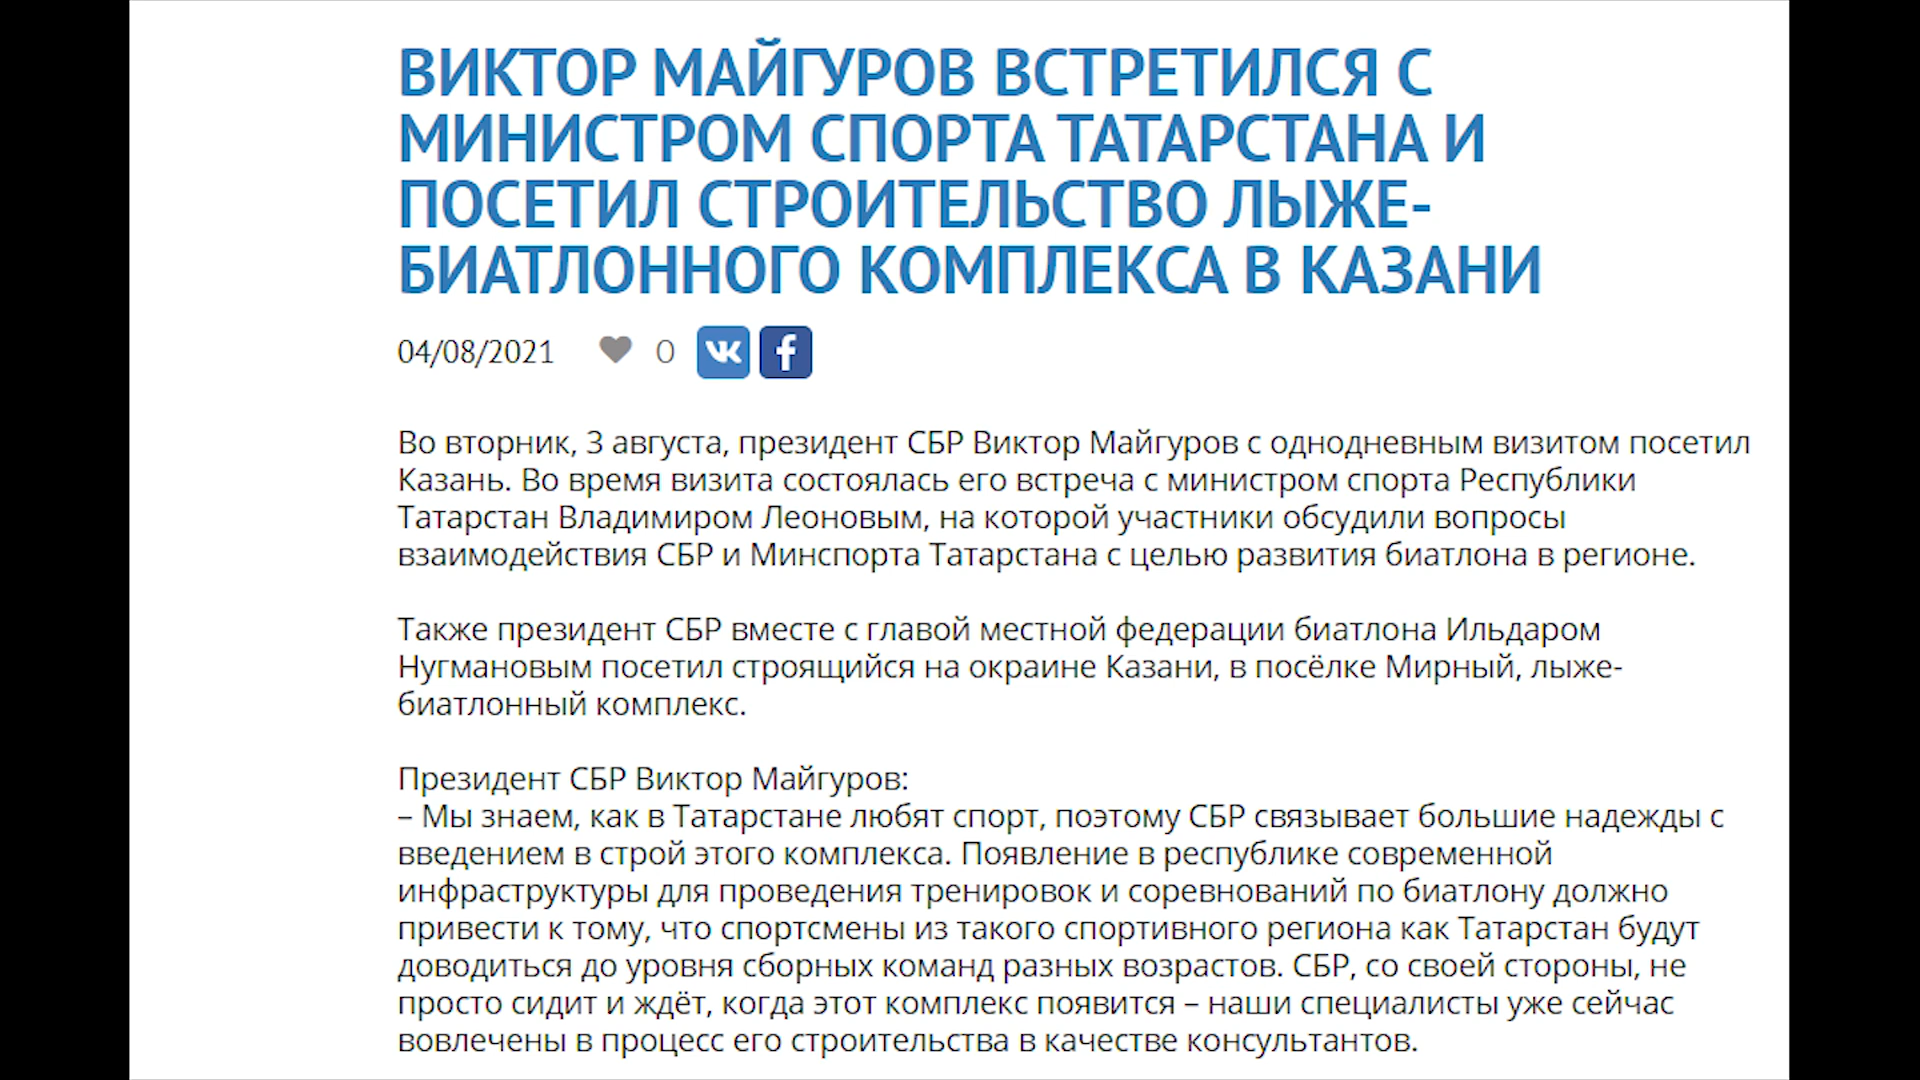 ВИКТОР МАЙГУРОВ ВСТРЕТИЛСЯ С
МИНИСТРОМ СПОРТА ТАТАРСТАНА И
ПОСЕТИЛ СТРОИТЕЛЬСТВО ЛЫЖЕ-
БИАТЛОННОГО КОМПЛЕКСА В КАЗАНИ
04/08/2021 0
Во вторник, 3 августа, президент СБР Виктор Майгуров с однодневным визитом посетил
Казань. Во время визита состоялась его встреча с министром спорта Республики
Татарстан Владимиром Леоновым, на которой участники обсудили вопросы
взаимодействия СБР и Минспорта Татарстана с целью развития биатлона в регионе.
Также президент СБР вместе с главой местной федерации биатлона Ильдаром
Нугмановым посетил строящийся на окраине Казани, в посёлке Мирный, лыже-
биатлонный комплекс.
Президент СБР Виктор Майгуров:
– Мы знаем, как в Татарстане любят спорт, поэтому СБР связывает большие надежды с
введением в строй этого комплекса. Появление в республике современной
инфраструктуры для проведения тренировок и соревнований по биатлону должно
привести к тому, что спортсмены из такого спортивного региона как Татарстан будут
доводиться до уровня сборных команд разных возрастов. СБР, со своей стороны, не
просто сидит и ждёт, когда этот комплекс появится – наши специалисты уже сейчас
вовлечены в процесс его строительства в качестве консультантов.